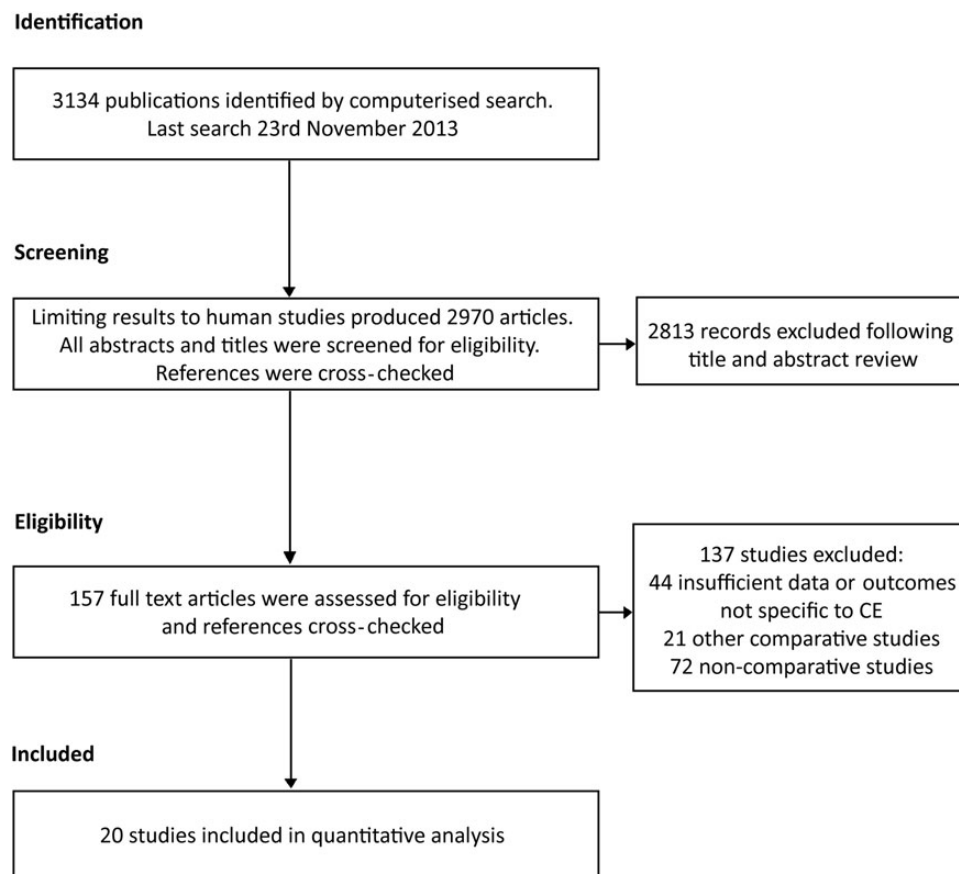 Identification
3134 publications identified by computerised search.
Last search 23rd November 2013
Screening
Limiting results to human studies produced 2970 articles.
All abstracts and titles were screened for eligibility.
References were cross-checked
2813 records excluded following
title and abstract review
Eligibility
157 full text articles were assessed for eligibility
and references cross-checked
137 studies excluded:
44 insufficient data or outcomes
not specific to CE
21 other comparative studies
72 non-comparative studies
Included
20 studies included in quantitative analysis